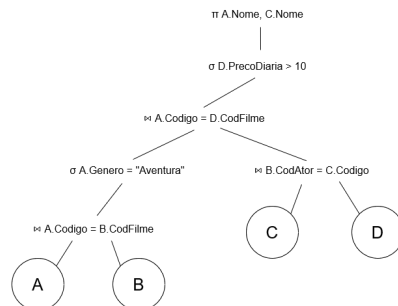 π A.Nome, C.Nome
σ D.PrecoDiaria > 10
⋈ A.Codigo = D.CodFilme
σ A.Genero = "Aventura"
⋈ B.CodAtor = C.Codigo
⋈ A.Codigo = B.CodFilme
C
D
A
B